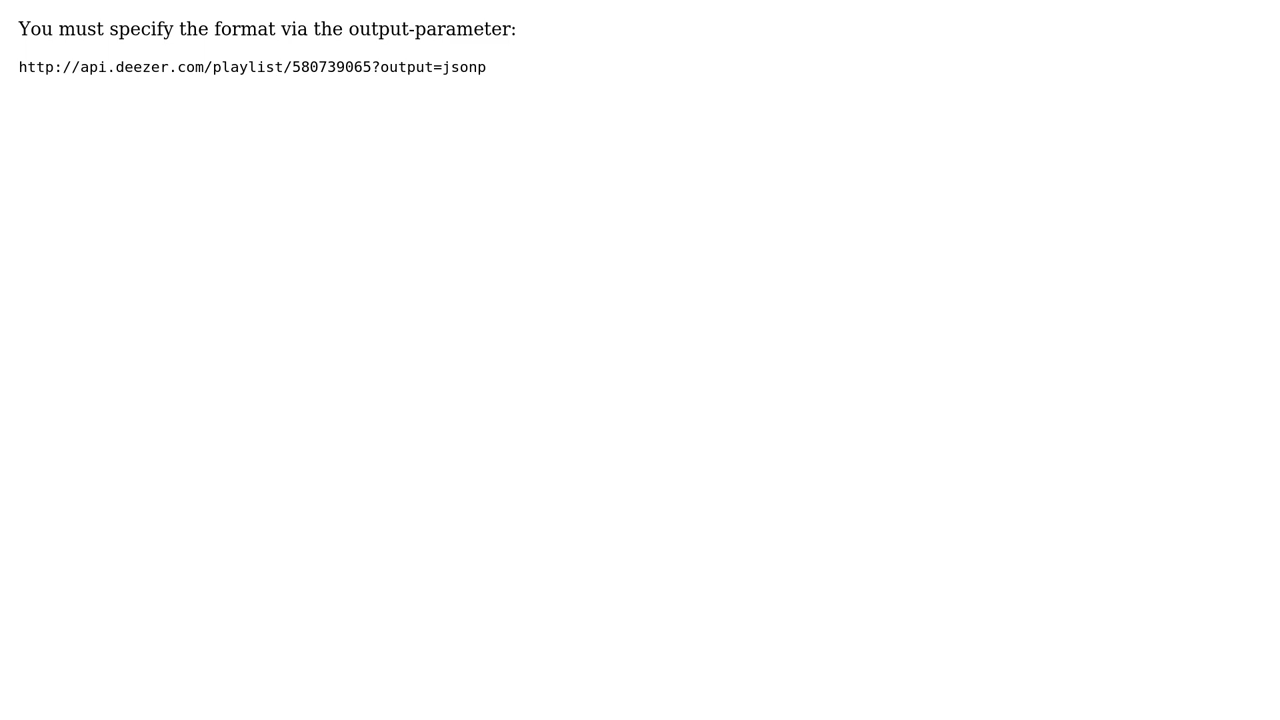 You must specify the format via the output-parameter:
http://api.deezer.com/playlist/580739065?output=jsonp